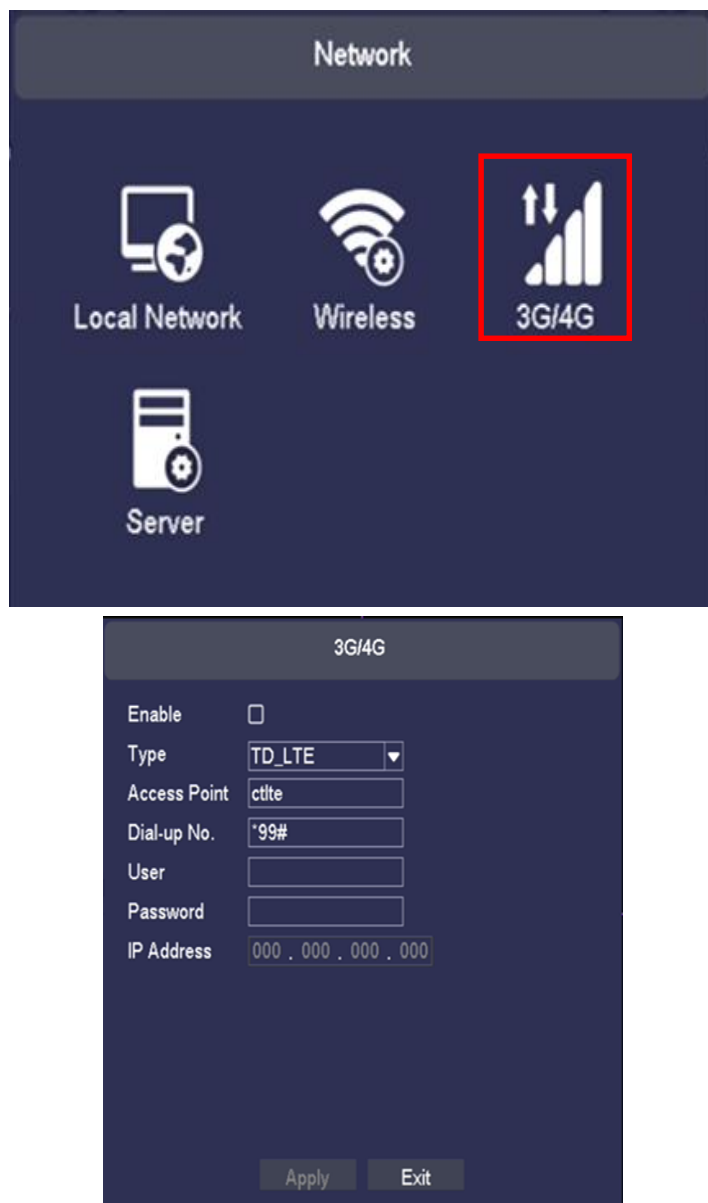 Network
Local Network
Wireless
3G/4G
Server
3G/4G
Enable
Type TD_LTE
Access Point ctlte
Dial-up No. *99#
User
Password
IP Address 000 . 000 . 000 . 000
Apply Exit